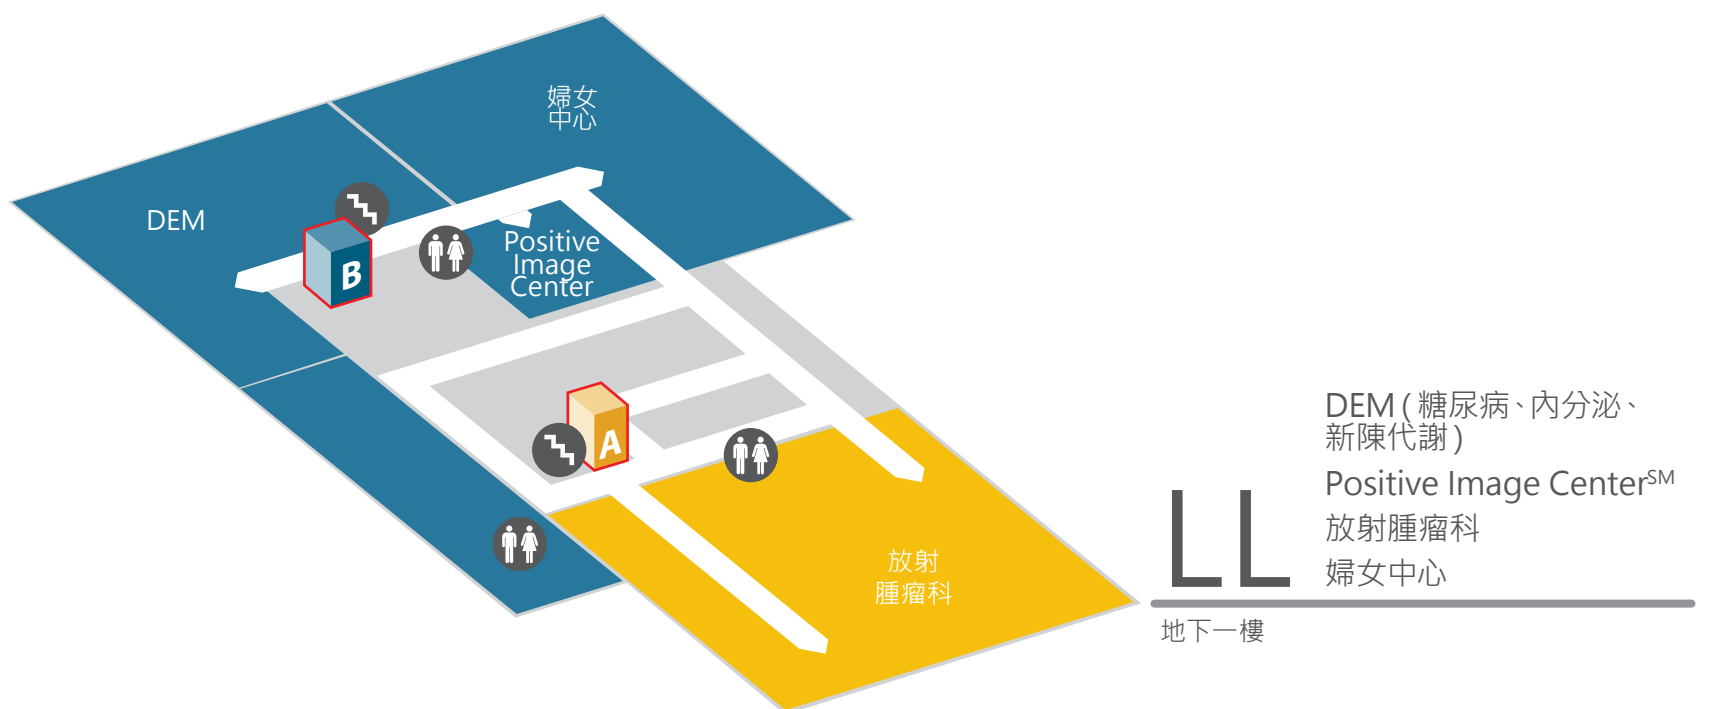 婦女
中心
DEM
Positive
Image
Center
B
A
放射
腫瘤科
LL
DEM (糖尿病、內分泌、
新陳代謝)
Positive Image Center℠
放射腫瘤科
婦女中心
地下一樓